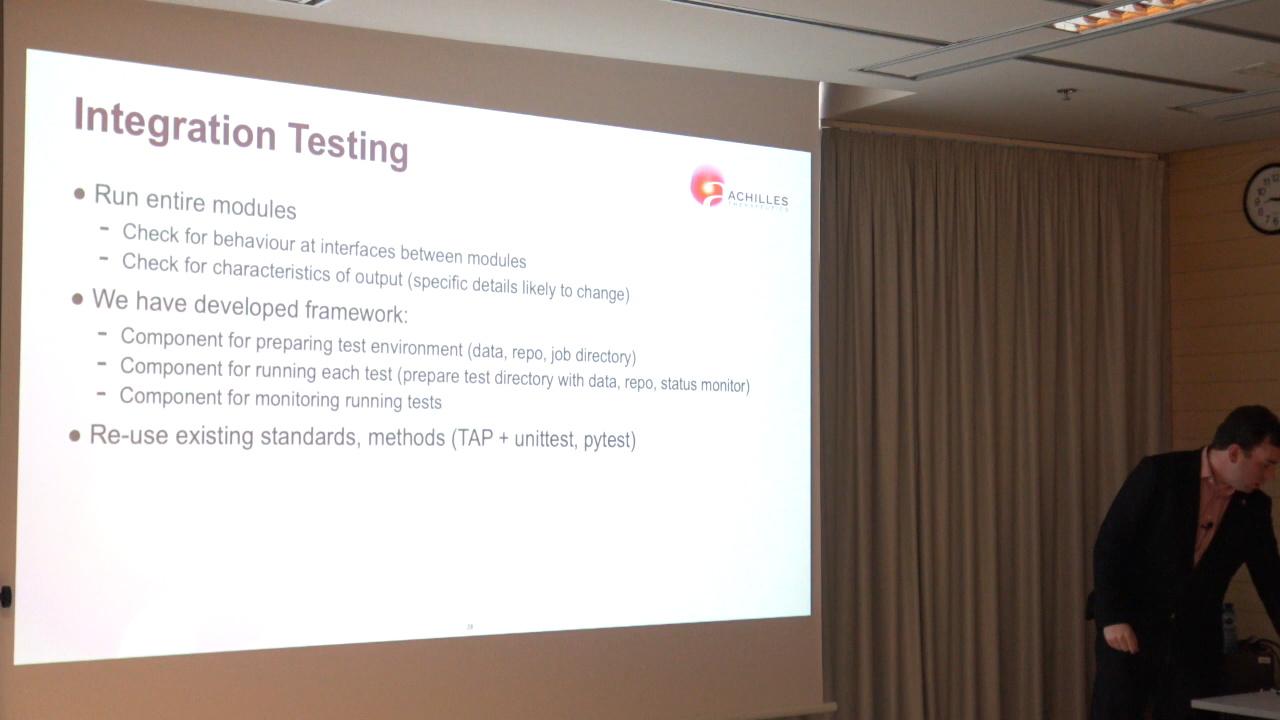 Integration Testing
ACHILLES
THERAPEUTICS
● Run entire modules
- Check for behaviour at interfaces between modules
- Check for characteristics of output (specific details likely to change)
● We have developed framework:
- Component for preparing test environment (data, repo, job directory)
- Component for running each test (prepare test directory with data, repo, status monitor)
- Component for monitoring running tests
● Re-use existing standards, methods (TAP + unittest, pytest)